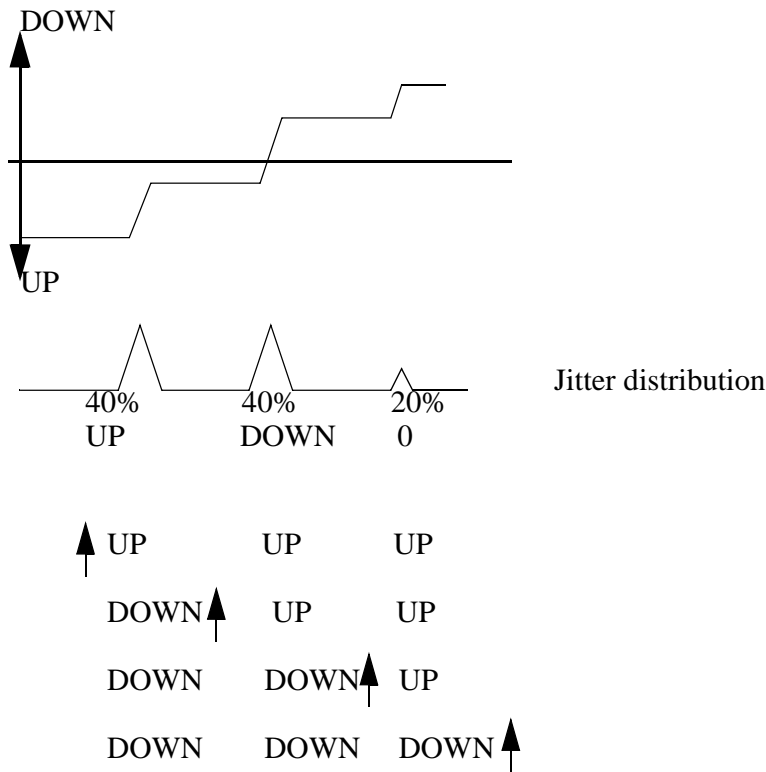 DOWN
UP
Jitter distribution
40% 40% 20%
UP DOWN 0
UP UP UP
DOWN UP UP
DOWN DOWN UP
DOWN DOWN DOWN